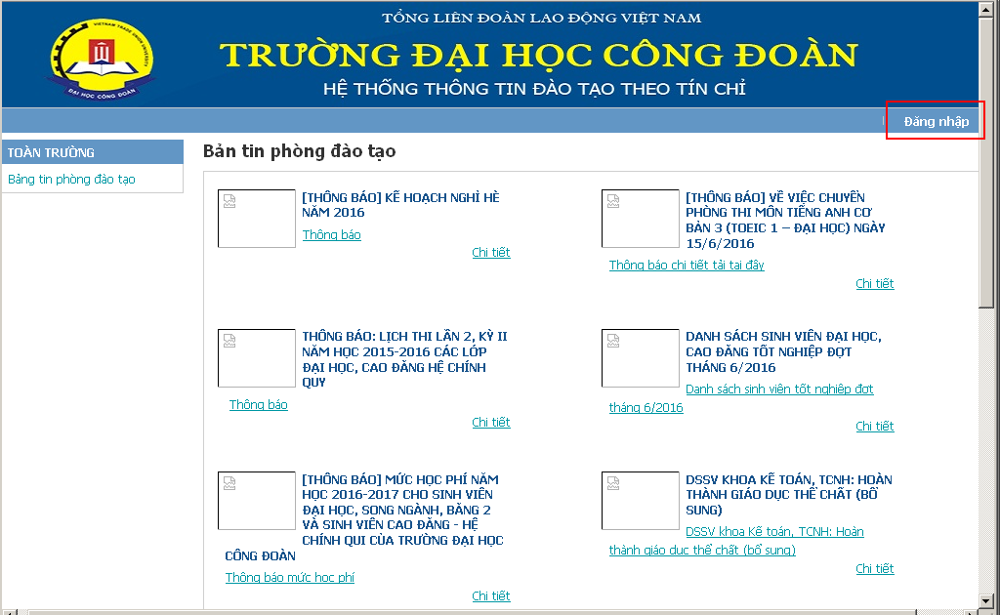 TỔNG LIÊN ĐOÀN LAO ĐỘNG VIỆT NAM
TRƯỜNG ĐẠI HỌC CÔNG ĐOÀN
HỆ THỐNG THÔNG TIN ĐÀO TẠO THEO TÍN CHỈ
VIETNAM TRADE UNION UNIVERSITY
ĐẠI HỌC CÔNG ĐOÀN
Đăng nhập
TOÀN TRƯỜNG
Bảng tin phòng đào tạo
Bản tin phòng đào tạo
[THÔNG BÁO] KẾ HOẠCH NGHỈ HÈ
NĂM 2016
Thông báo
Chi tiết
[THÔNG BÁO] VỀ VIỆC CHUYỂN
PHÒNG THI MÔN TIẾNG ANH CƠ
BẢN 3 (TOEIC 1 – ĐẠI HỌC) NGÀY
15/6/2016
Thông báo chi tiết tải tại đây
Chi tiết
THÔNG BÁO: LỊCH THI LẦN 2, KỲ II
NĂM HỌC 2015-2016 CÁC LỚP
ĐẠI HỌC, CAO ĐẲNG HỆ CHÍNH
QUY
Thông báo
Chi tiết
DANH SÁCH SINH VIÊN ĐẠI HỌC,
CAO ĐẲNG TỐT NGHIỆP ĐỢT
THÁNG 6/2016
Danh sách sinh viên tốt nghiệp đợt
tháng 6/2016
Chi tiết
[THÔNG BÁO] MỨC HỌC PHÍ NĂM
HỌC 2016-2017 CHO SINH VIÊN
ĐẠI HỌC, SONG NGÀNH, BẰNG 2
VÀ SINH VIÊN CAO ĐẲNG - HỆ
CHÍNH QUI CỦA TRƯỜNG ĐẠI HỌC
CÔNG ĐOÀN
Thông báo mức học phí
Chi tiết
DSSV KHOA KẾ TOÁN, TCNH: HOÀN
THÀNH GIÁO DỤC THỂ CHẤT (BỔ
SUNG)
DSSV khoa Kế toán, TCNH: Hoàn
thành giáo dục thể chất (bổ sung)
Chi tiết